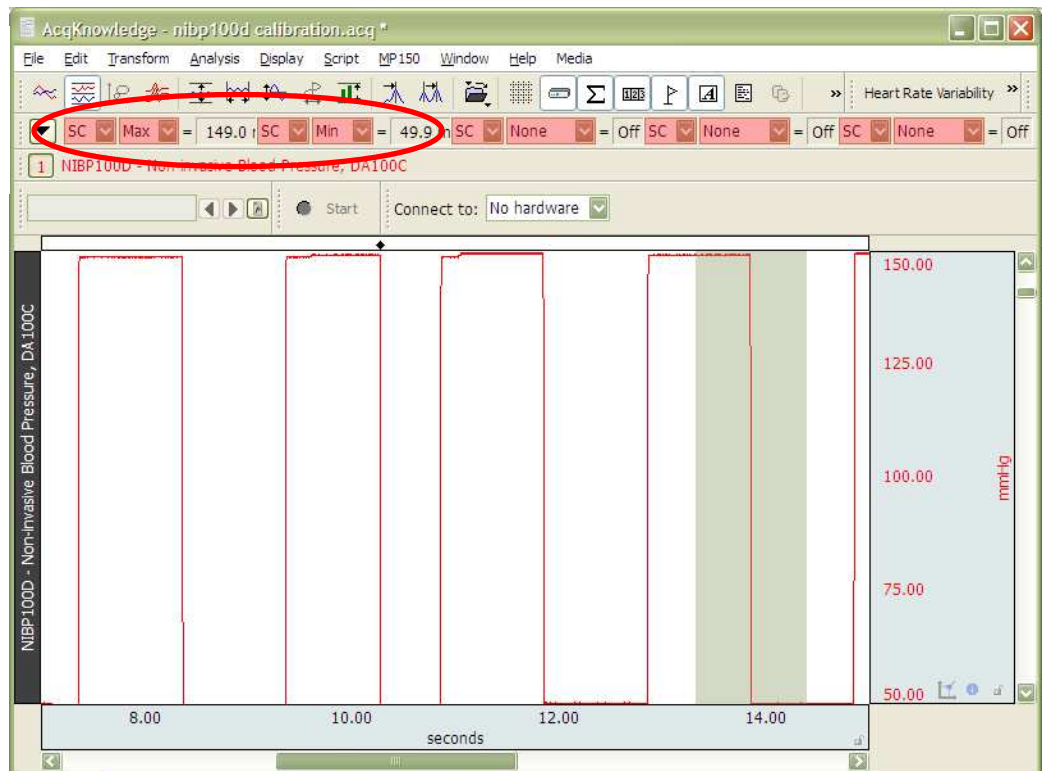 AcqKnowledge - nibp100d calibration.acq *
File Edit Transform Analysis Display Script MP150 Window Help Media
Σ 123 A » Heart Rate Variability »
SC Max = 149.0 SC Min = 49.9 SC None = Off SC None = Off SC None = Off
1 NIBP100D - Non-invasive Blood Pressure, DA100C
Start Connect to: No hardware
NIBP100D - Non-invasive Blood Pressure, DA100C
150.00
125.00
100.00
75.00
50.00
mmHg
8.00 10.00 12.00 14.00
seconds